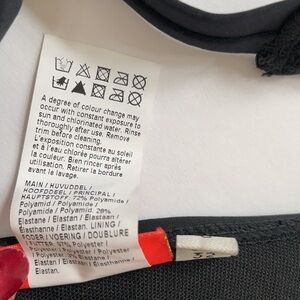 A degree of colour change may
occur with constant exposure to
sun and chlorinated water. Rinse
thoroughly after use. Remove
trim before cleaning.
L'exposition constante au soleil
et à l'eau chlorée pourra altérer
la couleur. Bien rincer après
utilisation. Retirer la bordure
avant le lavage.
MAIN / HUVUDDEL /
HOOFDDEEL / PRINCIPAL /
HAUPTSTOFF: 72% Polyamide /
Polyamid / Polyamide /
Polyamide / Polyamid. 28%
Elastane / Elastan / Elastaan /
Élasthanne / Elastan. LINING /
FODER / VOERING / DOUBLURE
/ FUTTER: 97% Polyester /
Polyester / Polyester /
Polyester / Polyester. 3%
Elastane / Elastan /
Elastaan /
Elastan.